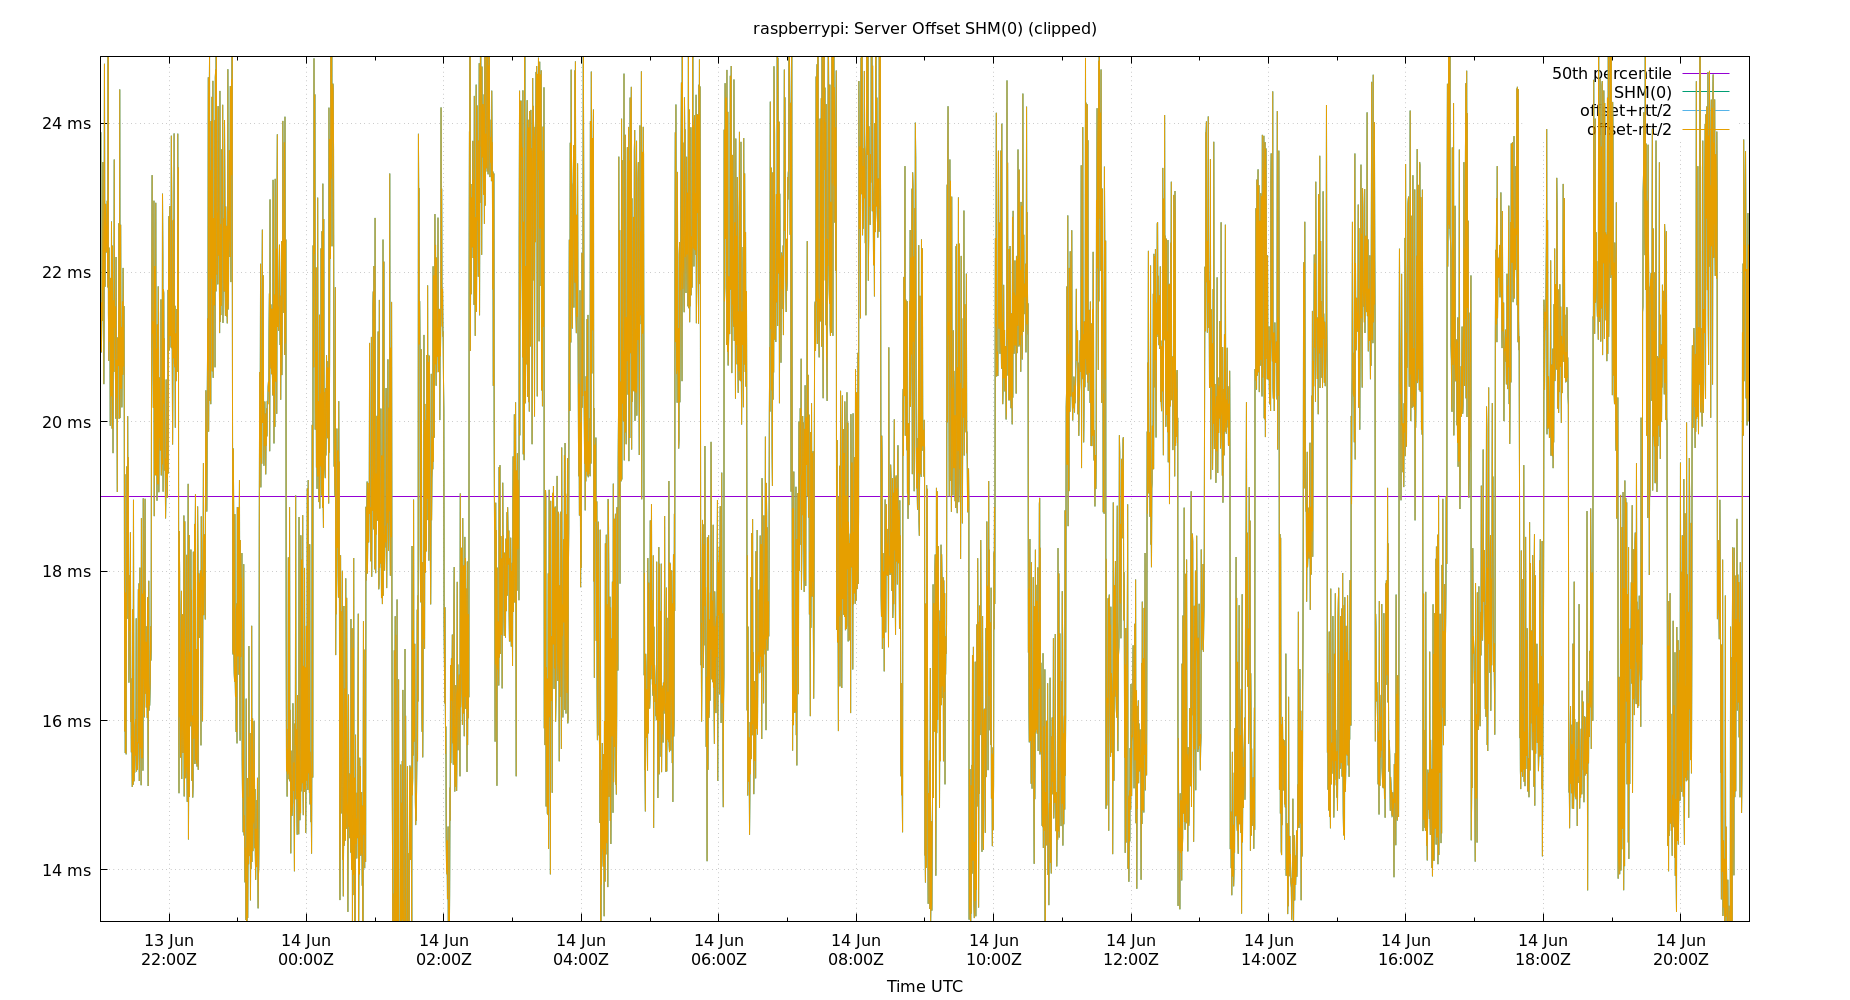 raspberrypi: Server Offset SHM(0) (clipped)
50th percentile
SHM(0)
offset+rtt/2
offset-rtt/2
24 ms
22 ms
20 ms
18 ms
16 ms
14 ms
13 Jun 14 Jun 14 Jun 14 Jun 14 Jun 14 Jun 14 Jun 14 Jun 14 Jun 14 Jun 14 Jun 14 Jun
22:00Z 00:00Z 02:00Z 04:00Z 06:00Z 08:00Z 10:00Z 12:00Z 14:00Z 16:00Z 18:00Z 20:00Z
Time UTC